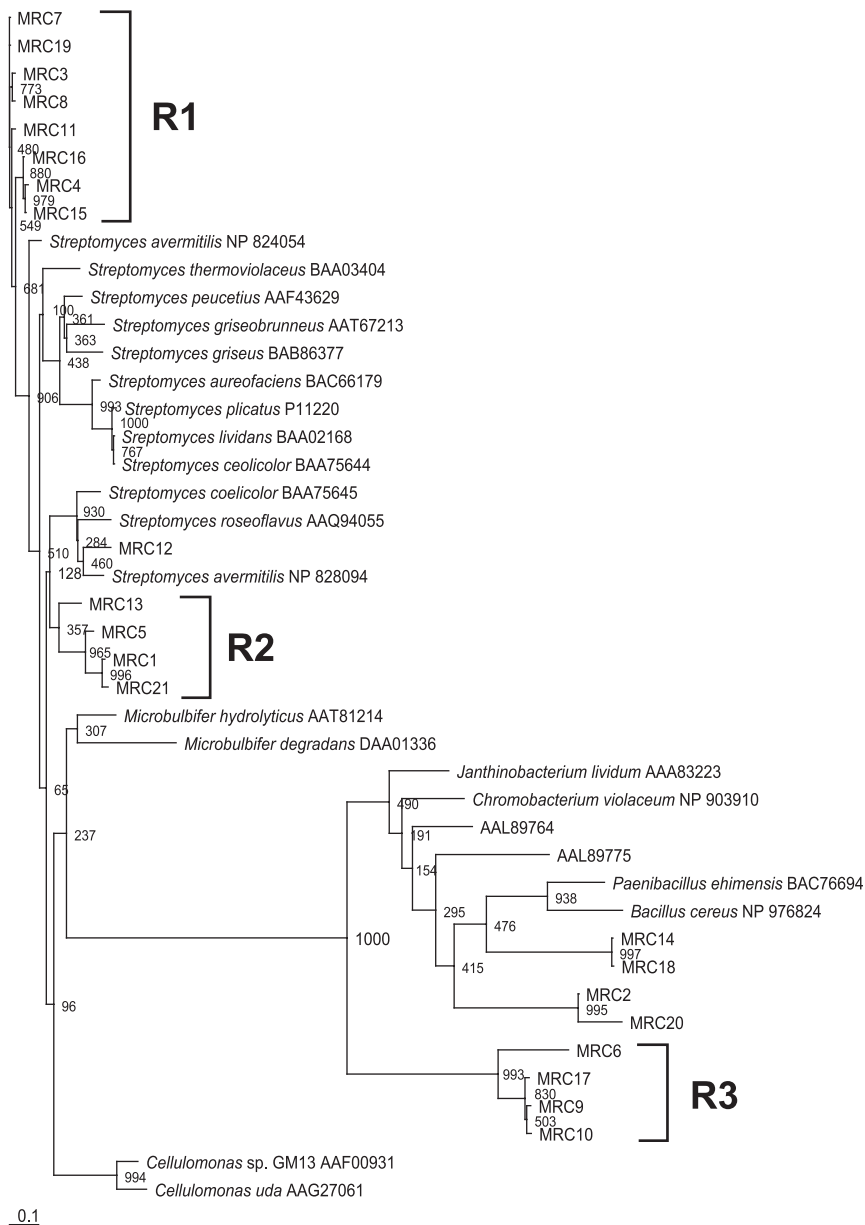 MRC7
MRC19
MRC3
773
MRC8
R1
MRC11
480
MRC16
880
MRC4
979
MRC15
549
Streptomyces avermitilis NP 824054
Streptomyces thermoviolaceus BAA03404
681
Streptomyces peucetius AAF43629
100
361
Streptomyces griseobrunneus AAT67213
363
Streptomyces griseus BAB86377
438
Streptomyces aureofaciens BAC66179
906
993
Streptomyces plicatus P11220
1000
Sreptomyces lividans BAA02168
767
Streptomyces ceolicolor BAA75644
Streptomyces coelicolor BAA75645
930
Streptomyces roseoflavus AAQ94055
284
MRC12
510
460
128
Streptomyces avermitilis NP 828094
MRC13
357
MRC5
R2
965
MRC1
996
MRC21
Microbulbifer hydrolyticus AAT81214
307
Microbulbifer degradans DAA01336
Janthinobacterium lividum AAA83223
65
490
Chromobacterium violaceum NP 903910
237
191
AAL89764
AAL89775
154
Paenibacillus ehimensis BAC76694
938
295
Bacillus cereus NP 976824
476
1000
MRC14
997
415
MRC18
MRC2
96
995
MRC20
MRC6
993
MRC17
830
R3
MRC9
503
MRC10
Cellulomonas sp. GM13 AAF00931
994
Cellulomonas uda AAG27061
0.1